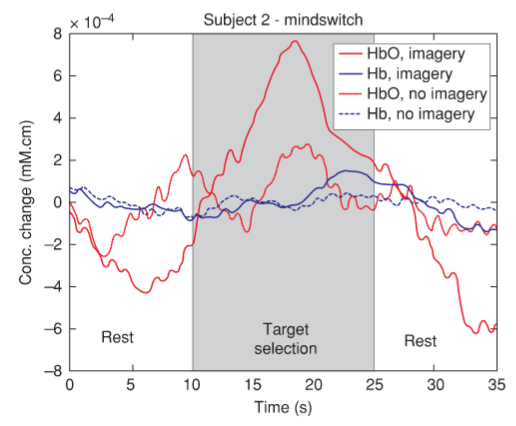 × 10⁻⁴
Subject 2 - mindswitch
8
6
4
2
0
−2
−4
−6
−8
Conc. change (mM.cm)
HbO, imagery
Hb, imagery
HbO, no imagery
Hb, no imagery
Rest
Target
selection
Rest
0 5 10 15 20 25 30 35
Time (s)